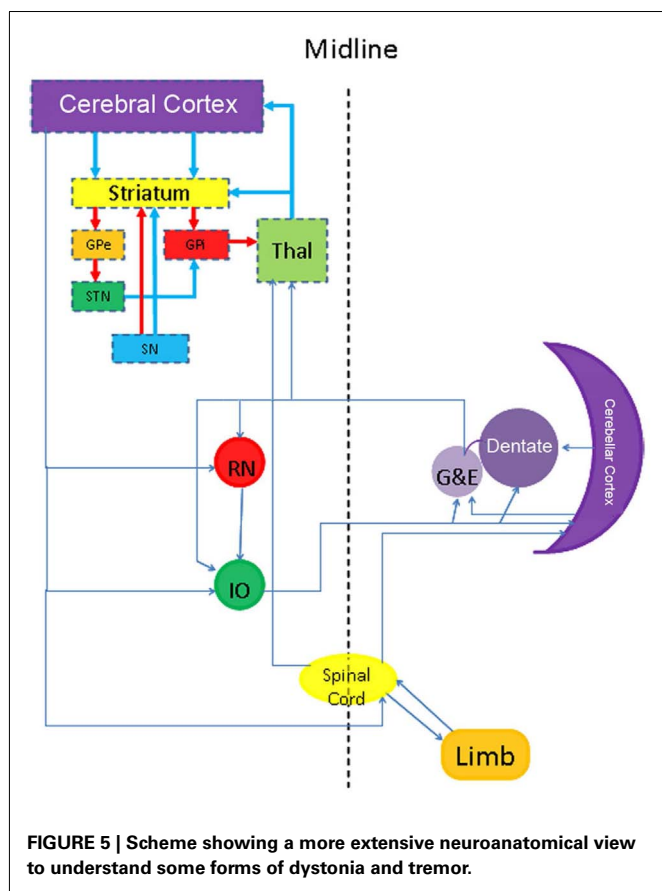 Midline
Cerebral Cortex
Striatum
GPe
GPi
Thal
STN
SN
Cerebellar Cortex
Dentate
G&E
RN
IO
Spinal
Cord
Limb
FIGURE 5 | Scheme showing a more extensive neuroanatomical view
to understand some forms of dystonia and tremor.